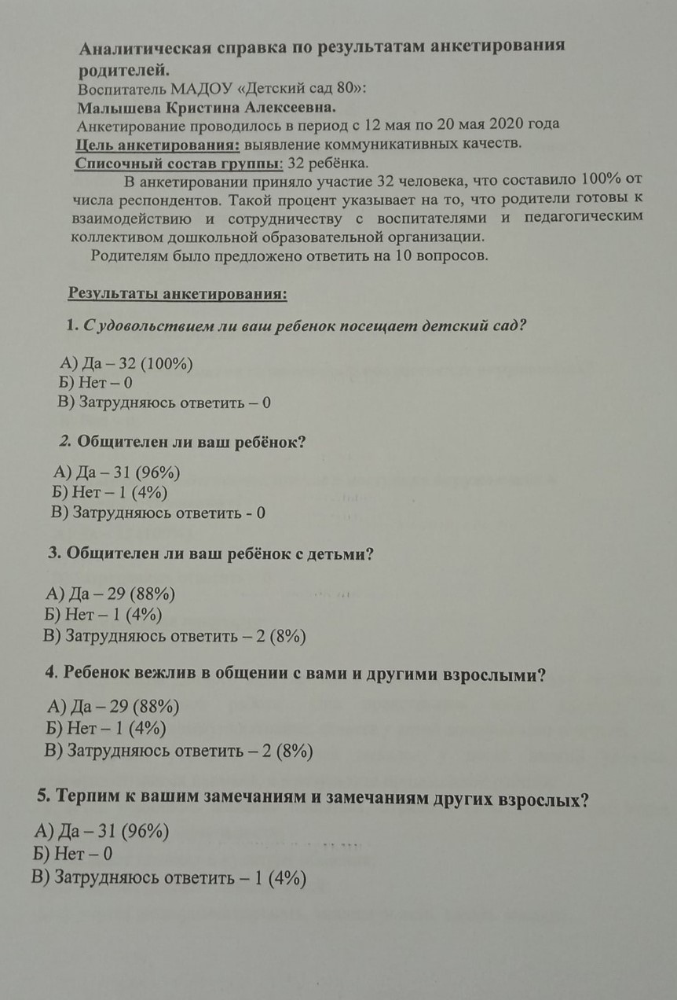 Аналитическая справка по результатам анкетирования
родителей.
Воспитатель МАДОУ «Детский сад 80»:
Малышева Кристина Алексеевна.
Анкетирование проводилось в период с 12 мая по 20 мая 2020 года
Цель анкетирования: выявление коммуникативных качеств.
Списочный состав группы: 32 ребёнка.
В анкетировании приняло участие 32 человека, что составило 100% от
числа респондентов. Такой процент указывает на то, что родители готовы к
взаимодействию и сотрудничеству с воспитателями и педагогическим
коллективом дошкольной образовательной организации.
Родителям было предложено ответить на 10 вопросов.
Результаты анкетирования:
1. С удовольствием ли ваш ребенок посещает детский сад?
А) Да – 32 (100%)
Б) Нет – 0
В) Затрудняюсь ответить – 0
2. Общителен ли ваш ребёнок?
А) Да – 31 (96%)
Б) Нет – 1 (4%)
В) Затрудняюсь ответить - 0
3. Общителен ли ваш ребёнок с детьми?
А) Да – 29 (88%)
Б) Нет – 1 (4%)
В) Затрудняюсь ответить – 2 (8%)
4. Ребенок вежлив в общении с вами и другими взрослыми?
А) Да – 29 (88%)
Б) Нет – 1 (4%)
В) Затрудняюсь ответить – 2 (8%)
5. Терпим к вашим замечаниям и замечаниям других взрослых?
А) Да – 31 (96%)
Б) Нет – 0
В) Затрудняюсь ответить – 1 (4%)